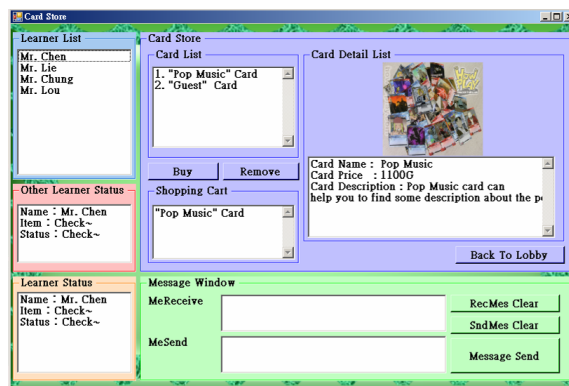 Card Store
Learner List
Mr. Chen
Mr. Lie
Mr. Chung
Mr. Lou
Other Learner Status
Name : Mr. Chen
Item : Check~
Status : Check~
Learner Status
Name : Mr. Chen
Item : Check~
Status : Check~
Card Store
Card List
1. "Pop Music" Card
2. "Guest" Card
Buy
Remove
Shopping Cart
"Pop Music" Card
Card Detail List
Card Name : Pop Music
Card Price : 1100G
Card Description : Pop Music card can
help you to find some description about the
Back To Lobby
Message Window
MeReceive
RecMes Clear
SndMes Clear
MeSend
Message Send